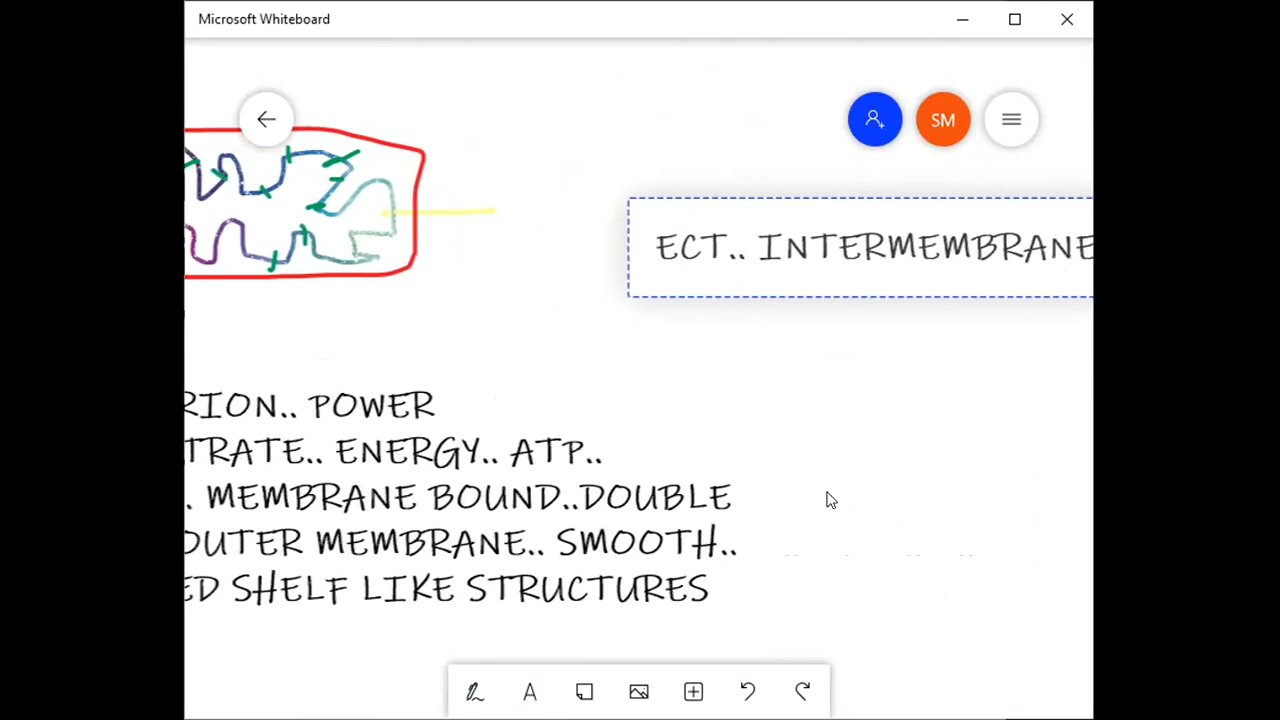 Microsoft Whiteboard
SM
ECT.. INTERMEMBRANE
RION.. POWER
TRATE.. ENERGY.. ATP..
. MEMBRANE BOUND..DOUBLE
OUTER MEMBRANE.. SMOOTH..
ED SHELF LIKE STRUCTURES